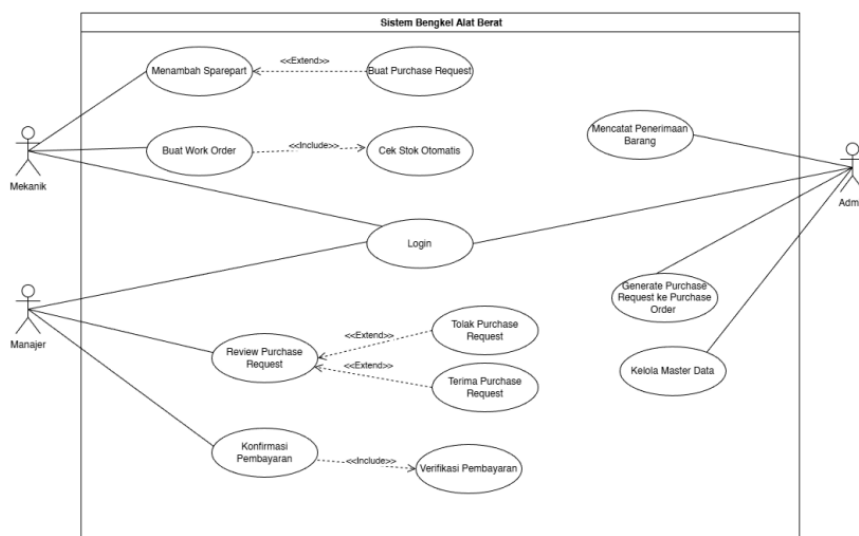 Sistem Bengkel Alat Berat
Menambah Sparepart
<<Extend>>
Buat Purchase Request
Mekanik
Buat Work Order
<<Include>>
Cek Stok Otomatis
Mencatat Penerimaan
Barang
Adm
Login
Manajer
Generate Purchase
Request ke Purchase
Order
Review Purchase
Request
<<Extend>>
Tolak Purchase
Request
<<Extend>>
Terima Purchase
Request
Kelola Master Data
Konfirmasi
Pembayaran
<<Include>>
Verifikasi Pembayaran